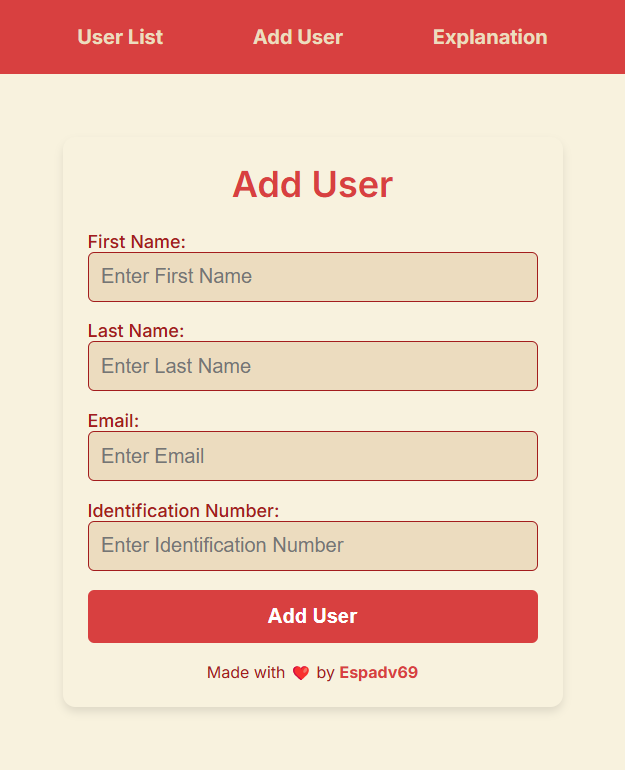 User List Add User Explanation
Add User
First Name:
Enter First Name
Last Name:
Enter Last Name
Email:
Enter Email
Identification Number:
Enter Identification Number
Add User
Made with ❤️ by Espadv69